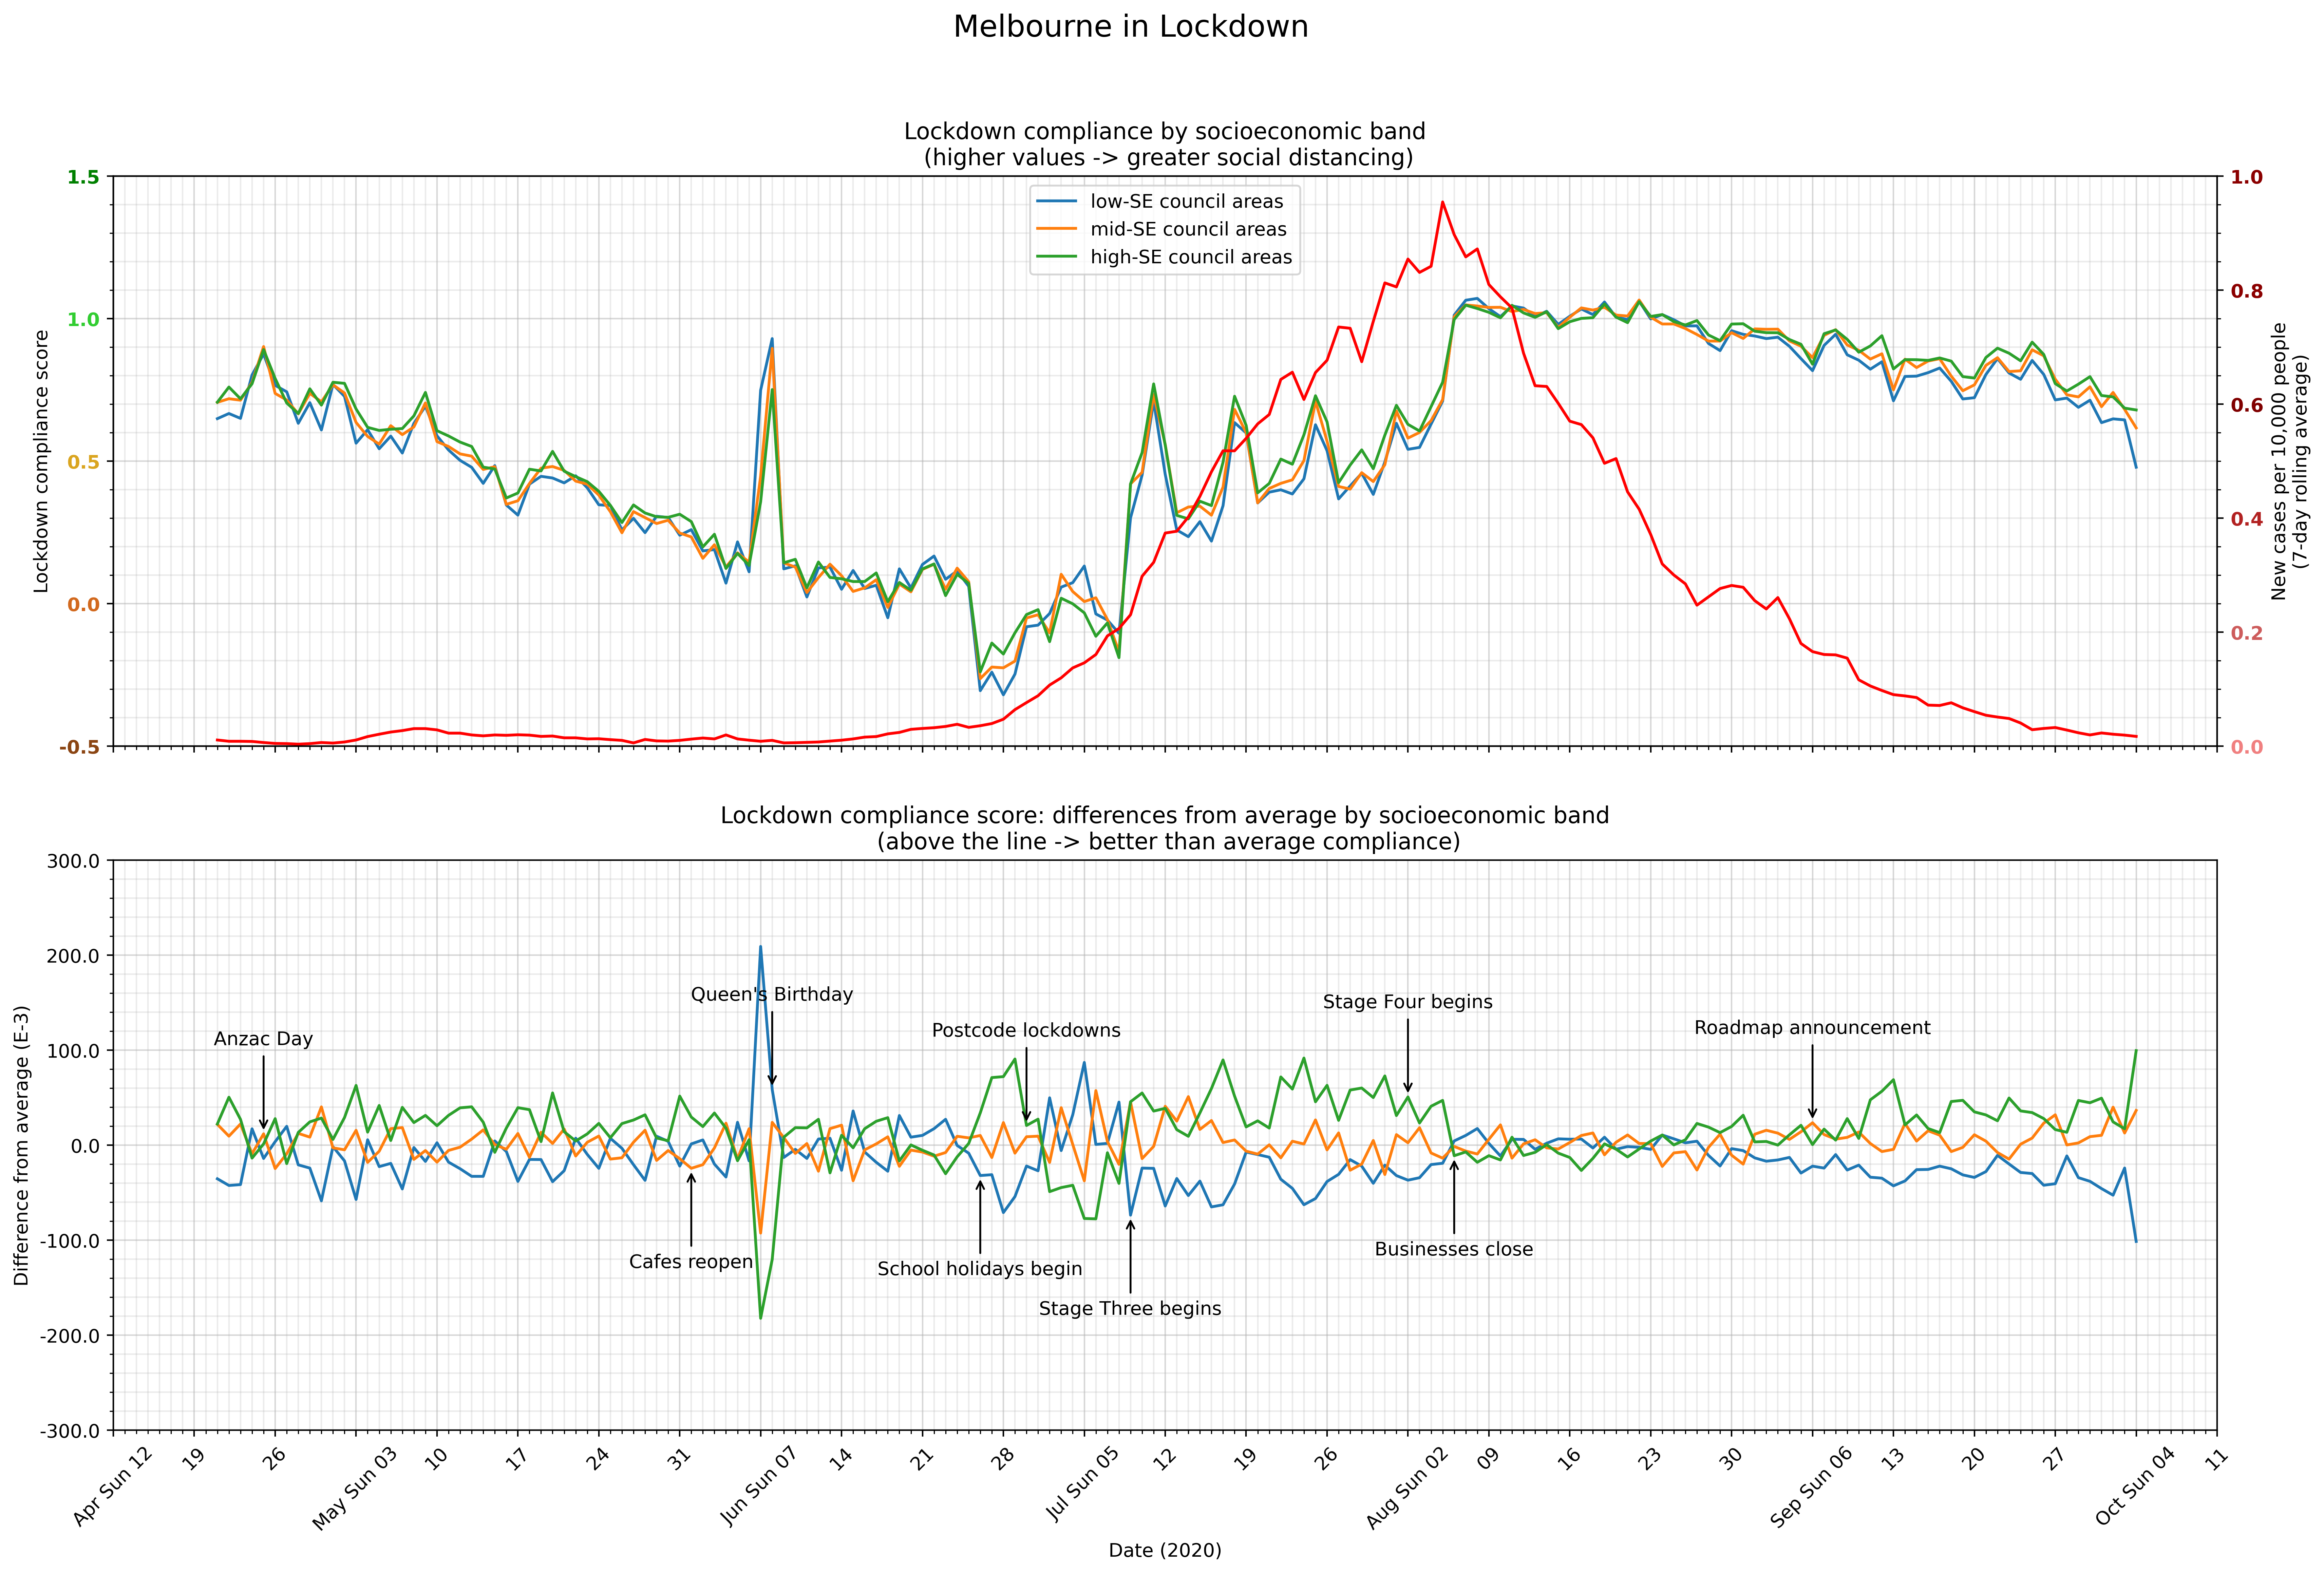 Melbourne in Lockdown
Lockdown compliance by socioeconomic band
(higher values -> greater social distancing)
1.5
1.0
0.5
0.0
-0.5
Lockdown compliance score
low-SE council areas
mid-SE council areas
high-SE council areas
1.0
0.8
0.6
0.4
0.2
0.0
New cases per 10,000 people
(7-day rolling average)
Lockdown compliance score: differences from average by socioeconomic band
(above the line -> better than average compliance)
300.0
200.0
100.0
0.0
-100.0
-200.0
-300.0
Difference from average (E-3)
Anzac Day
Queen's Birthday
Postcode lockdowns
Stage Four begins
Roadmap announcement
Cafes reopen
School holidays begin
Stage Three begins
Businesses close
Apr Sun 12
19
26
May Sun 03
10
17
24
31
Jun Sun 07
14
21
28
Jul Sun 05
12
19
26
Aug Sun 02
09
16
23
30
Sep Sun 06
13
20
27
Oct Sun 04
11
Date (2020)